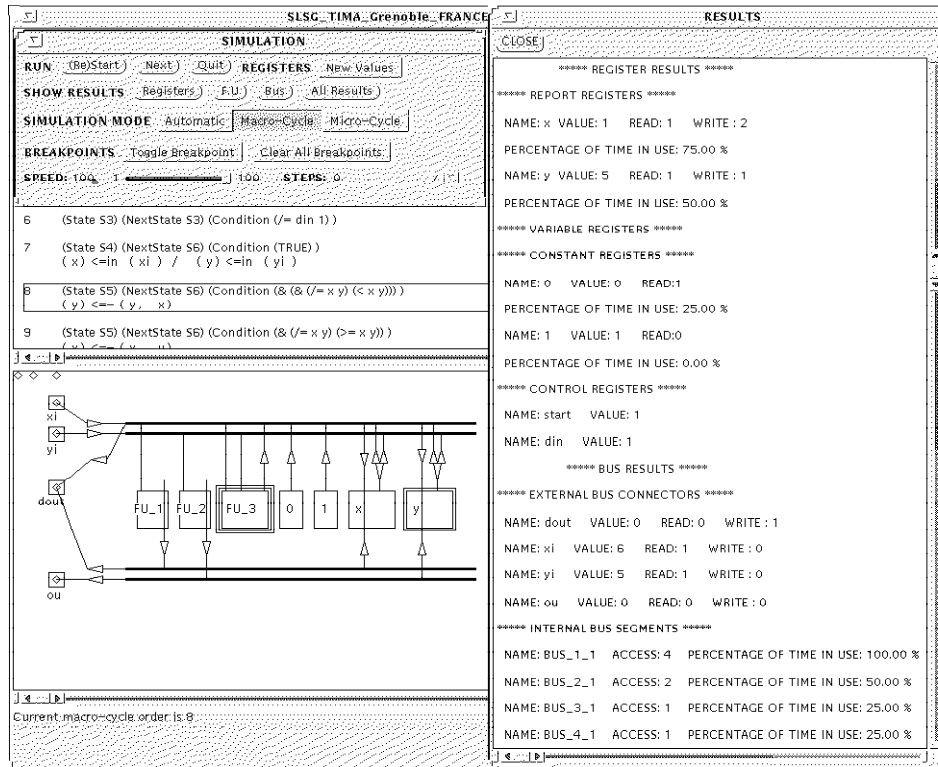 SLSG_TIMA_Grenoble_FRANCE
SIMULATION
RUN (Re)Start Next Quit REGISTERS New Values
SHOW RESULTS Registers F.U. Bus All Results
SIMULATION MODE Automatic Macro-Cycle Micro-Cycle
BREAKPOINTS Toggle Breakpoint Clear All Breakpoints
SPEED: 100 1 100 STEPS: 0
6 (State S3) (NextState S3) (Condition (/= din 1) )
7 (State S4) (NextState S6) (Condition (TRUE) )
( x) <=in ( xi ) / ( y) <=in ( yi )
8 (State S5) (NextState S6) (Condition (& (& (/= x y) (< x y))) )
( y) <=- ( y, x)
9 (State S5) (NextState S6) (Condition (& (/= x y) (>= x y)) )
xi
yi
dout
FU_1 FU_2 FU_3 0 1 x y
ou
Current macro-cycle order is 8
RESULTS
CLOSE
***** REGISTER RESULTS *****
***** REPORT REGISTERS *****
NAME: x VALUE: 1 READ: 1 WRITE : 2
PERCENTAGE OF TIME IN USE: 75.00 %
NAME: y VALUE: 5 READ: 1 WRITE : 1
PERCENTAGE OF TIME IN USE: 50.00 %
***** VARIABLE REGISTERS *****
***** CONSTANT REGISTERS *****
NAME: 0 VALUE: 0 READ:1
PERCENTAGE OF TIME IN USE: 25.00 %
NAME: 1 VALUE: 1 READ:0
PERCENTAGE OF TIME IN USE: 0.00 %
***** CONTROL REGISTERS *****
NAME: start VALUE: 1
NAME: din VALUE: 1
***** BUS RESULTS *****
***** EXTERNAL BUS CONNECTORS *****
NAME: dout VALUE: 0 READ: 0 WRITE : 1
NAME: xi VALUE: 6 READ: 1 WRITE : 0
NAME: yi VALUE: 5 READ: 1 WRITE : 0
NAME: ou VALUE: 0 READ: 0 WRITE : 0
***** INTERNAL BUS SEGMENTS *****
NAME: BUS_1_1 ACCESS: 4 PERCENTAGE OF TIME IN USE: 100.00 %
NAME: BUS_2_1 ACCESS: 2 PERCENTAGE OF TIME IN USE: 50.00 %
NAME: BUS_3_1 ACCESS: 1 PERCENTAGE OF TIME IN USE: 25.00 %
NAME: BUS_4_1 ACCESS: 1 PERCENTAGE OF TIME IN USE: 25.00 %